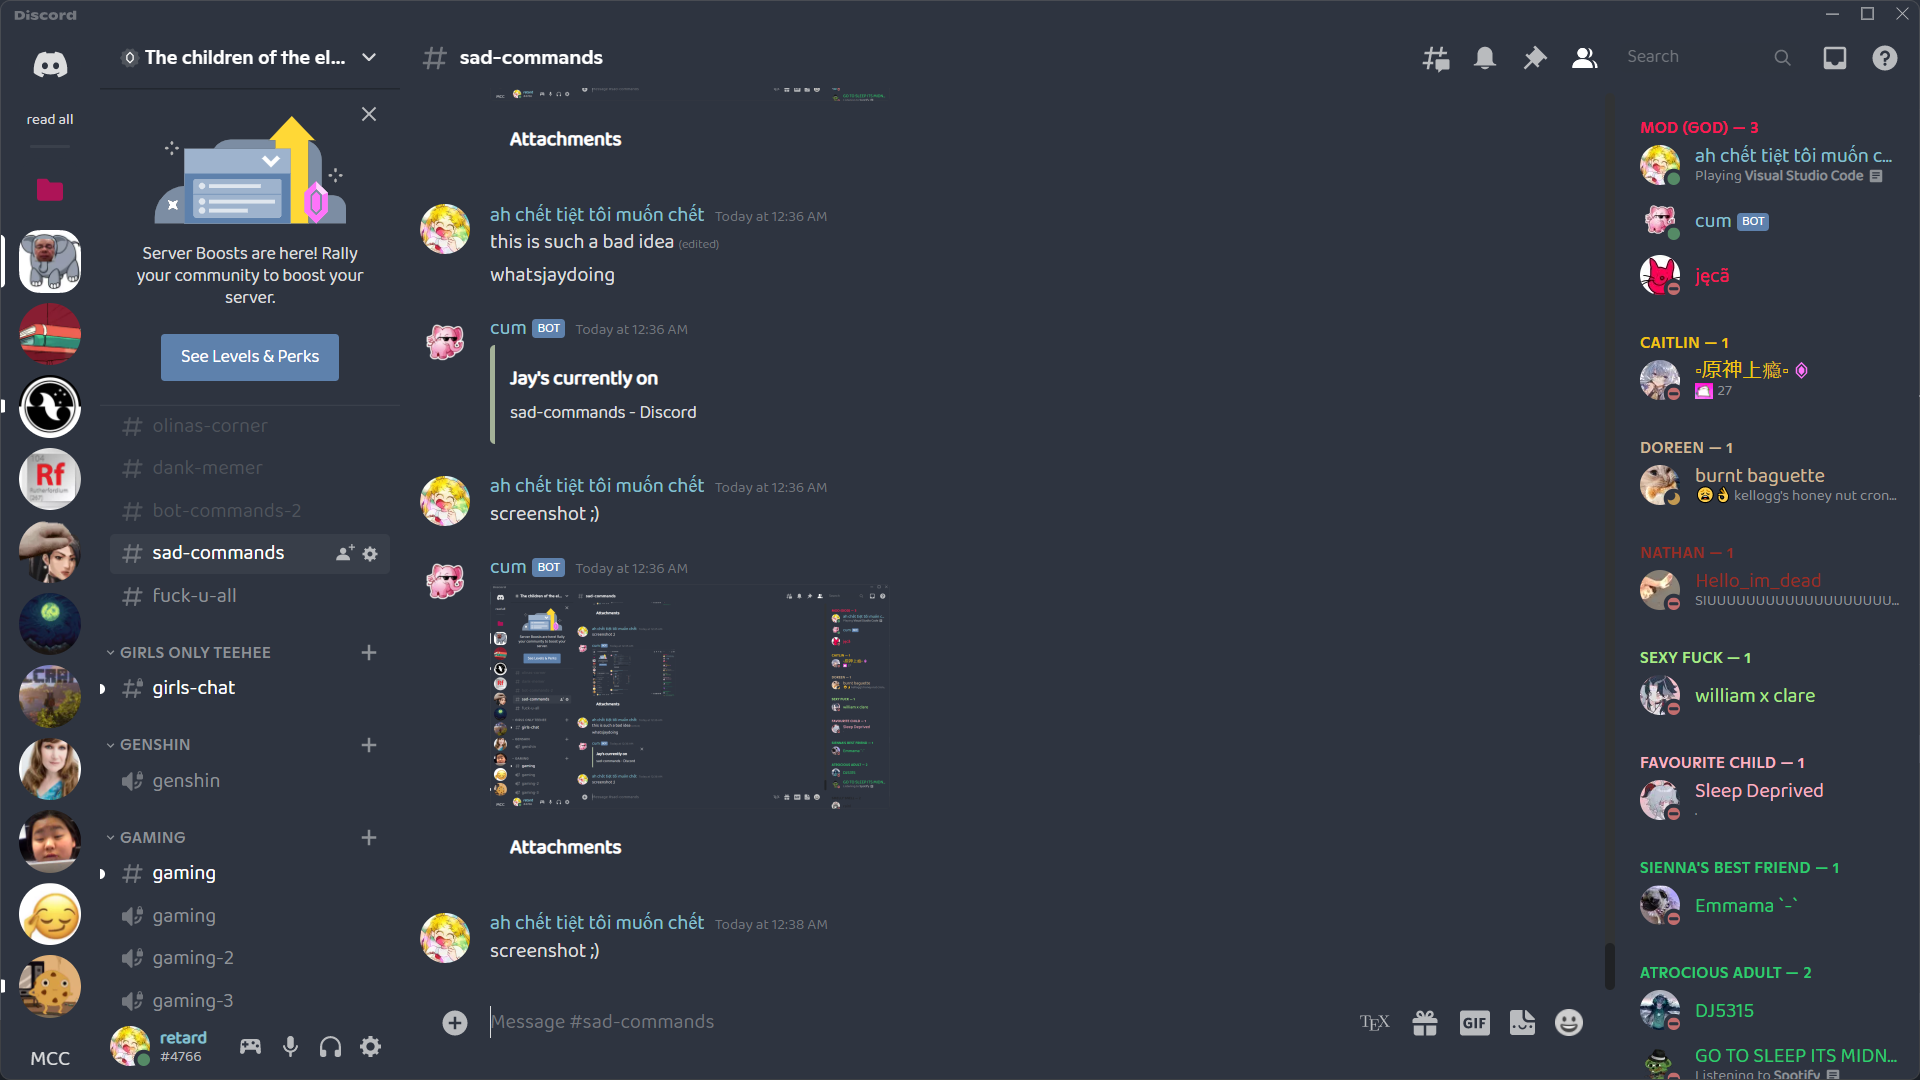 Discord
read all
MCC
The children of the el...
Server Boosts are here! Rally
your community to boost your
server.
See Levels & Perks
olinas-corner
dank-memer
bot-commands-2
sad-commands
fuck-u-all
GIRLS ONLY TEEHEE
girls-chat
GENSHIN
genshin
GAMING
gaming
gaming
gaming-2
gaming-3
retard
#4766
sad-commands
Search
Attachments
ah chết tiệt tôi muốn chết Today at 12:36 AM
this is such a bad idea (edited)
whatsjaydoing
cum BOT Today at 12:36 AM
Jay's currently on
sad-commands - Discord
ah chết tiệt tôi muốn chết Today at 12:36 AM
screenshot ;)
cum BOT Today at 12:36 AM
Attachments
ah chết tiệt tôi muốn chết Today at 12:38 AM
screenshot ;)
Message #sad-commands
TEX
GIF
MOD (GOD) — 3
ah chết tiệt tôi muốn c...
Playing Visual Studio Code
cum BOT
jęcã
CAITLIN — 1
▫原神上瘾▫
27
DOREEN — 1
burnt baguette
😩👌 kellogg's honey nut cron...
NATHAN — 1
Hello_im_dead
SIUUUUUUUUUUUUUUUUUUU...
SEXY FUCK — 1
william x clare
FAVOURITE CHILD — 1
Sleep Deprived
.
SIENNA'S BEST FRIEND — 1
Emmama `-`
ATROCIOUS ADULT — 2
DJ5315
GO TO SLEEP ITS MIDN...
Listening to Spotify
Rf